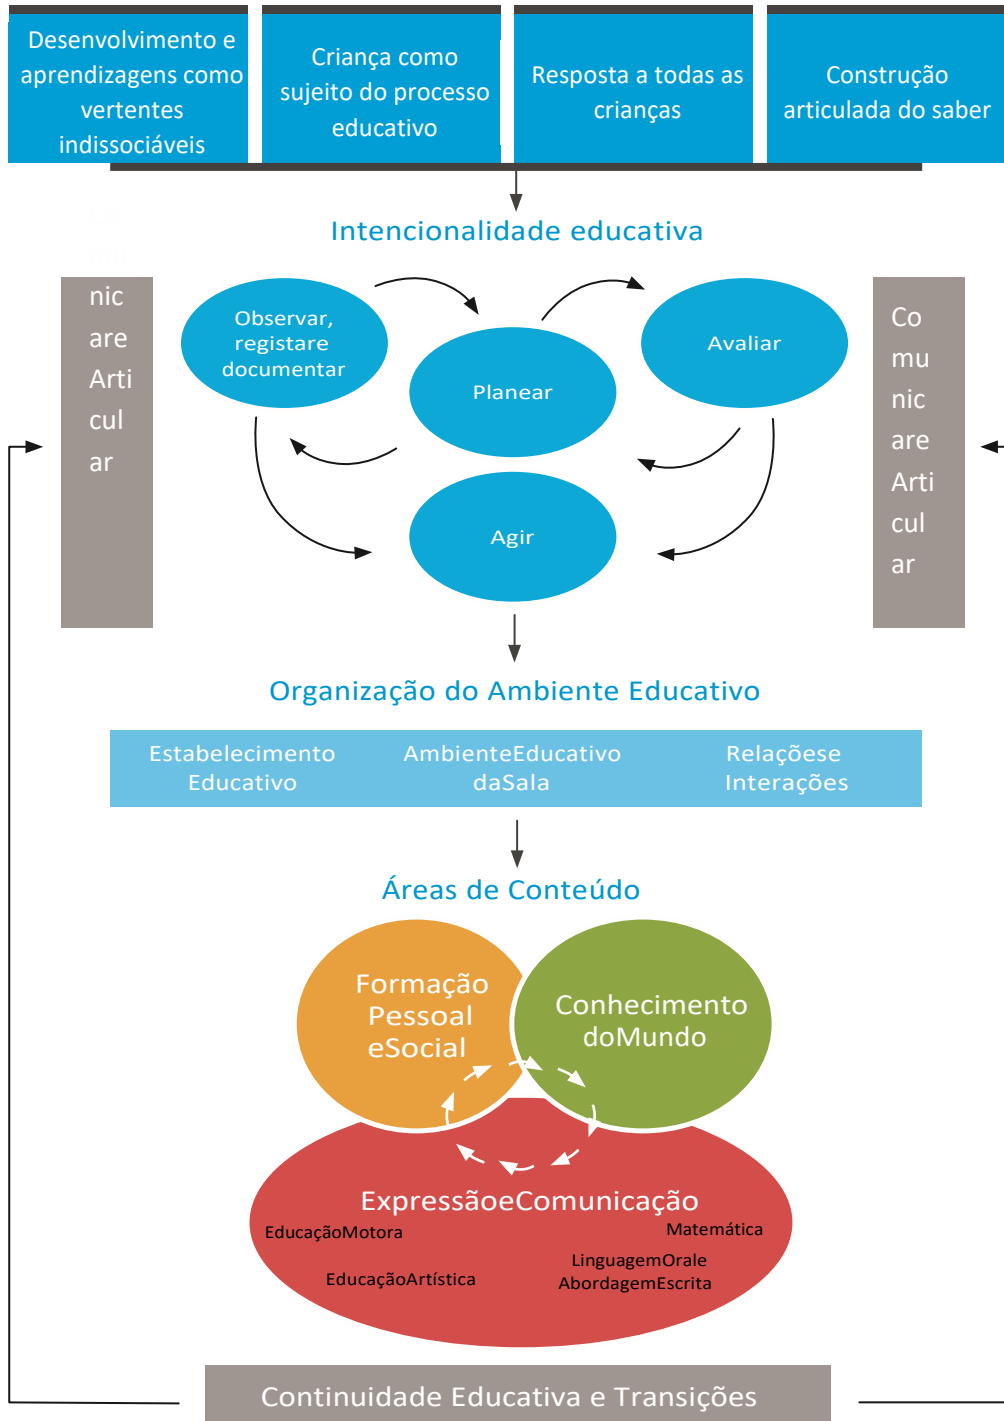 Desenvolvimento e
aprendizagens como
vertentes
indissociáveis
Criança como
sujeito do processo
educativo
Resposta a todas as
crianças
Construção
articulada do saber
Intencionalidade educativa
nic
are
Arti
cul
ar
Observar,
registare
documentar
Planear
Avaliar
Agir
Co
mu
nic
are
Arti
cul
ar
Organização do Ambiente Educativo
Estabelecimento
Educativo
AmbienteEducativo
daSala
Relaçõese
Interações
Áreas de Conteúdo
Formação
Pessoal
eSocial
Conhecimento
doMundo
ExpressãoeComunicação
EducaçãoMotora
Matemática
EducaçãoArtística
LinguagemOrale
AbordagemEscrita
Continuidade Educativa e Transições